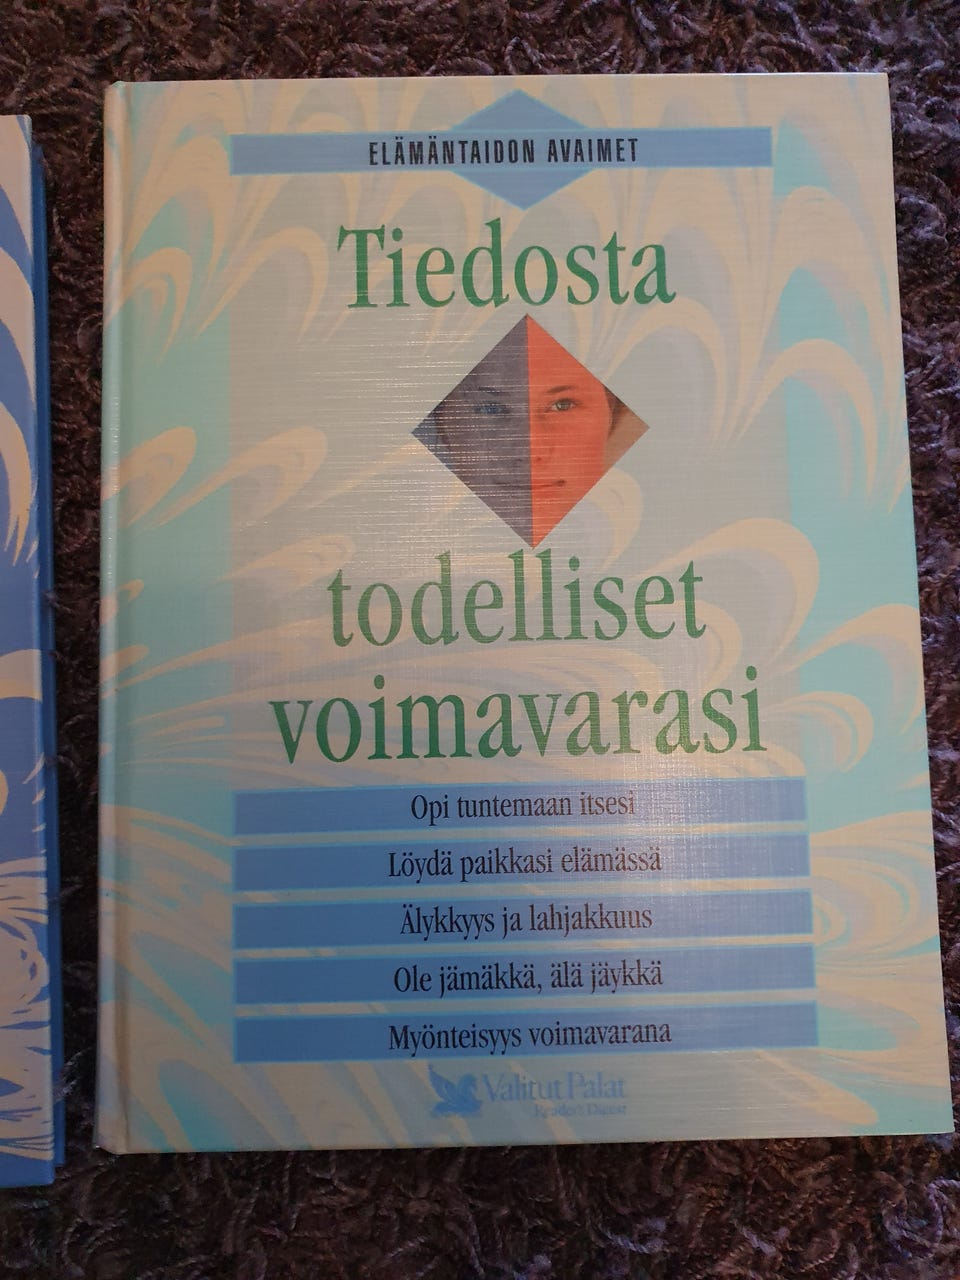 ELÄMÄNTAIDON AVAIMET
Tiedosta
todelliset
voimavarasi
Opi tuntemaan itsesi
Löydä paikkasi elämässä
Älykkyys ja lahjakkuus
Ole jämäkkä, älä jäykkä
Myönteisyys voimavarana
Valitut Palat
Reader's Digest